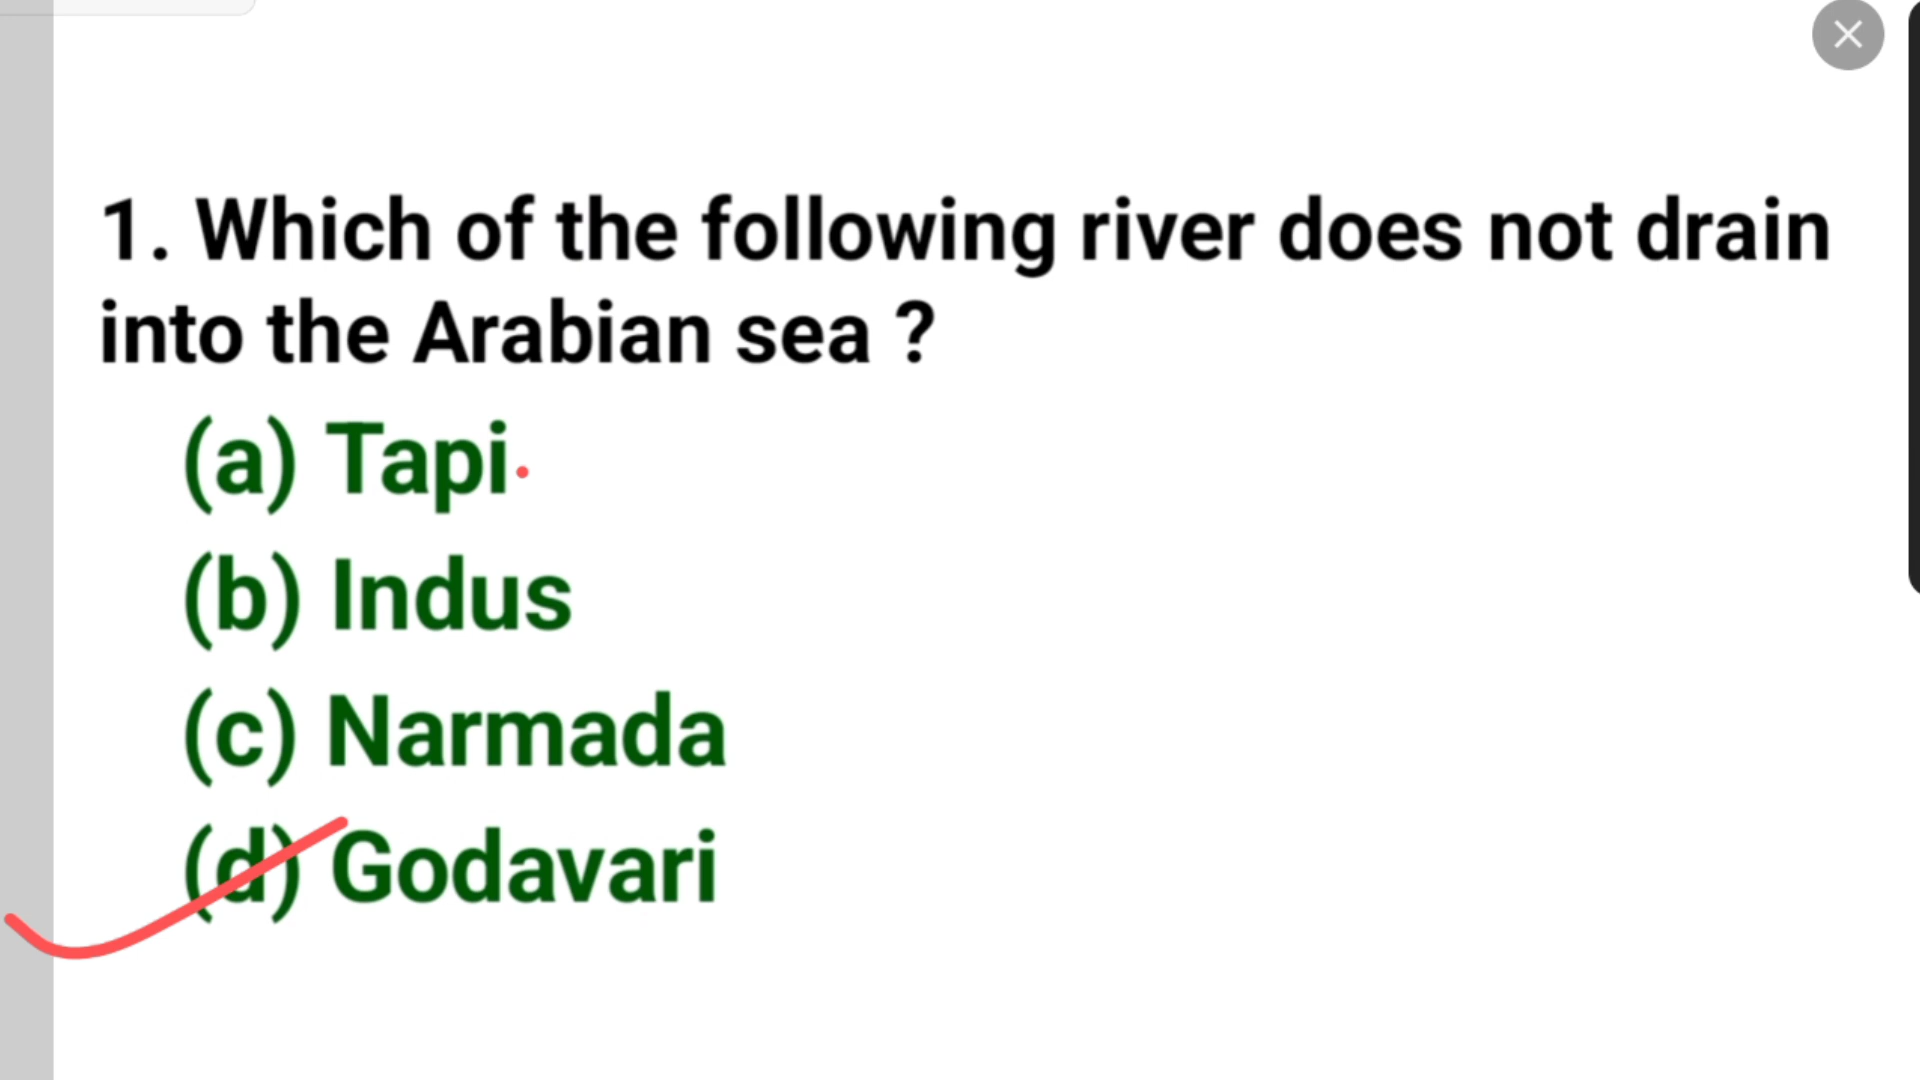 1. Which of the following river does not drain
into the Arabian sea ?
(a) Tapi
(b) Indus
(c) Narmada
(d) Godavari